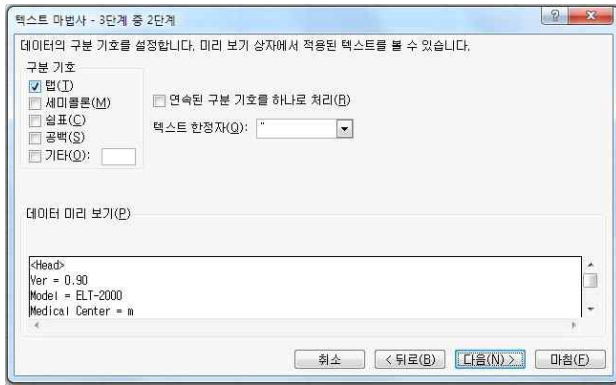 텍스트 마법사 - 3단계 중 2단계
데이터의 구분 기호를 설정합니다. 미리 보기 상자에서 적용된 텍스트를 볼 수 있습니다.
구분 기호
탭(T)
세미콜론(M)
쉼표(C)
공백(S)
기타(O):
연속된 구분 기호를 하나로 처리(R)
텍스트 한정자(Q): "
데이터 미리 보기(P)
<Head>
Ver = 0.90
Model = ELT-2000
Medical Center = m
취소 < 뒤로(B) 다음(N) > 마침(F)